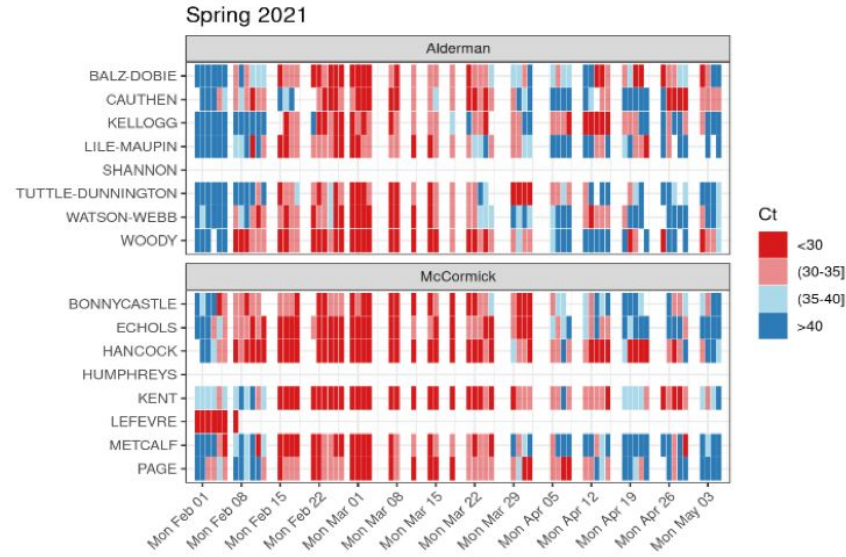 Spring 2021
Alderman
BALZ-DOBIE
CAUTHEN
KELLOGG
LILE-MAUPIN
SHANNON
TUTTLE-DUNNINGTON
WATSON-WEBB
WOODY
McCormick
BONNYCASTLE
ECHOLS
HANCOCK
HUMPHREYS
KENT
LEFEVRE
METCALF
PAGE
Mon Feb 01
Mon Feb 08
Mon Feb 15
Mon Feb 22
Mon Mar 01
Mon Mar 08
Mon Mar 15
Mon Mar 22
Mon Mar 29
Mon Apr 05
Mon Apr 12
Mon Apr 19
Mon Apr 26
Mon May 03
Ct
<30
(30-35]
(35-40]
>40